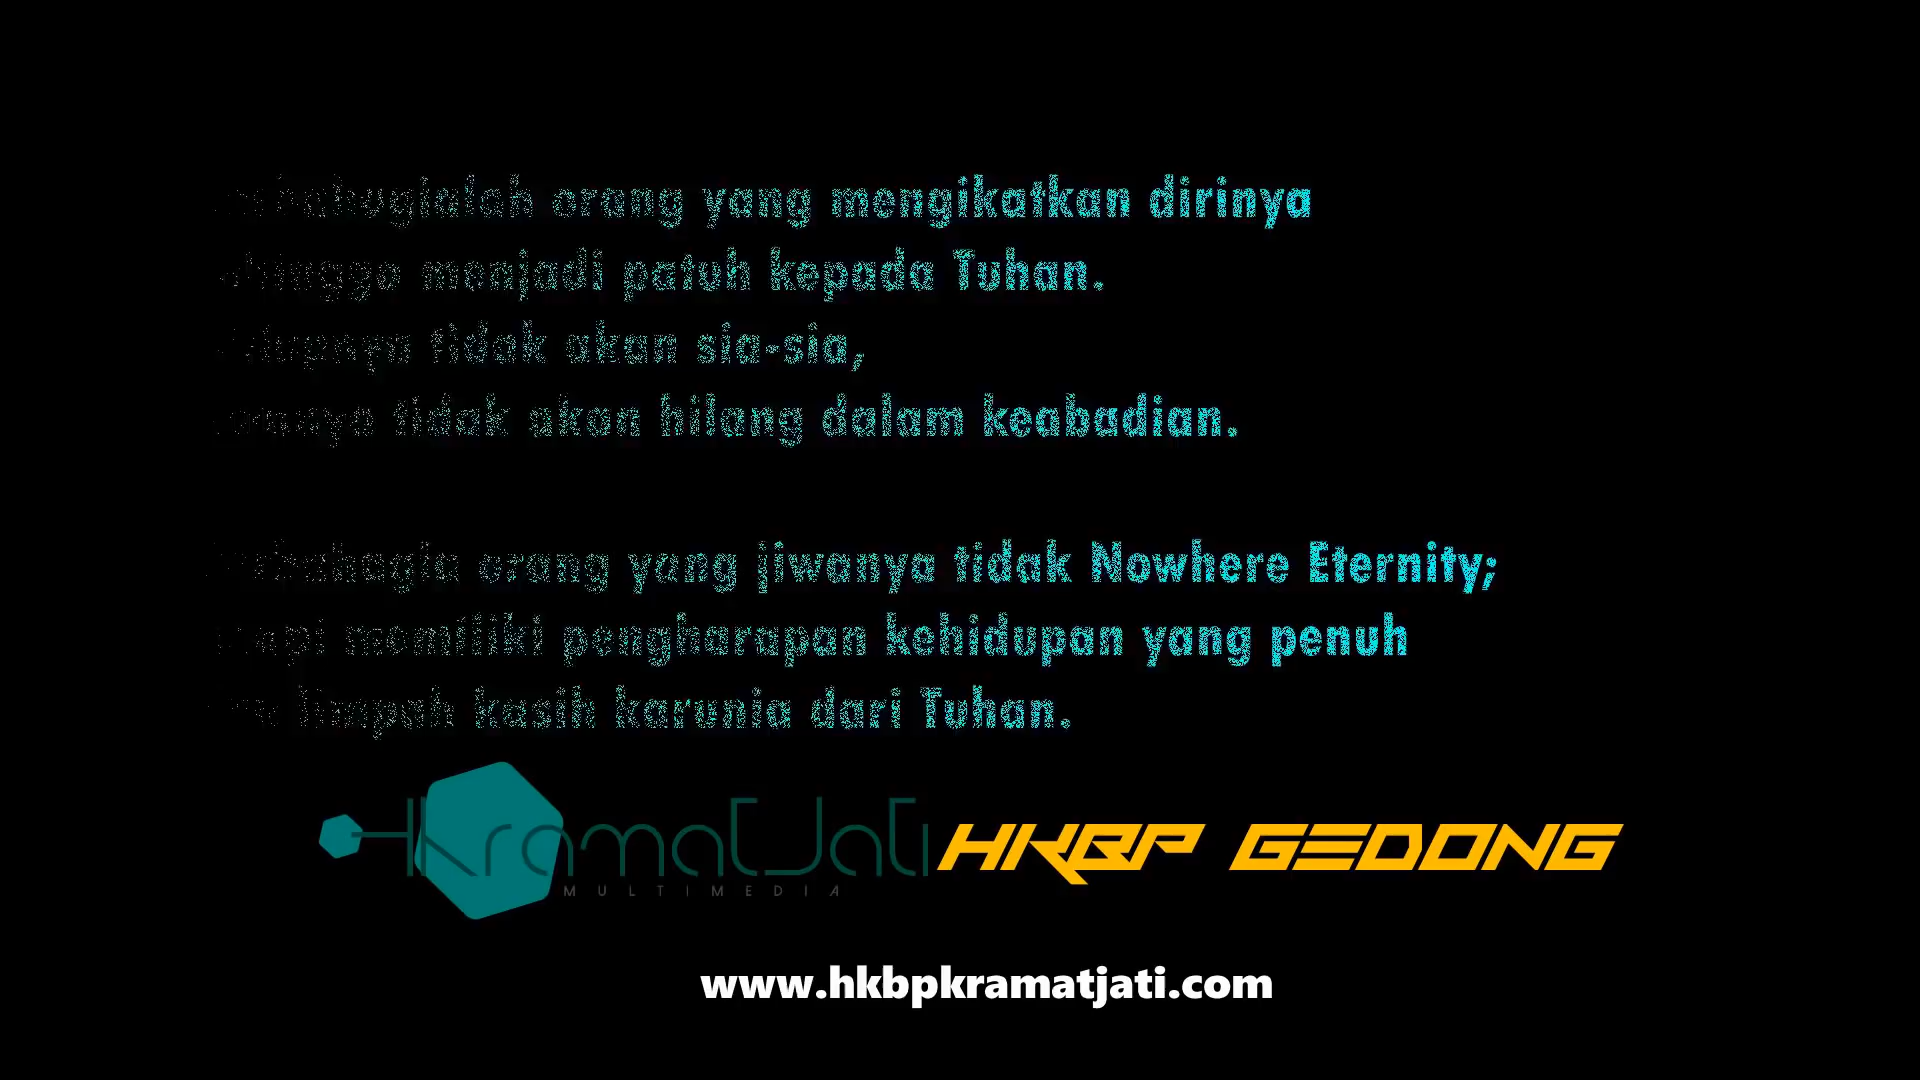 orang yang mengikatkan dirinya
menjadi patuh kepada Tuhan.
tidak akan sia-sia,
tidak akan hilang dalam keabadian.
orang yang jiwanya tidak Nowhere Eternity;
memiliki pengharapan kehidupan yang penuh
limpah kasih karunia dari Tuhan.
HKramatJati HKBP GEDONG
MULTIMEDIA
www.hkbpkramatjati.com